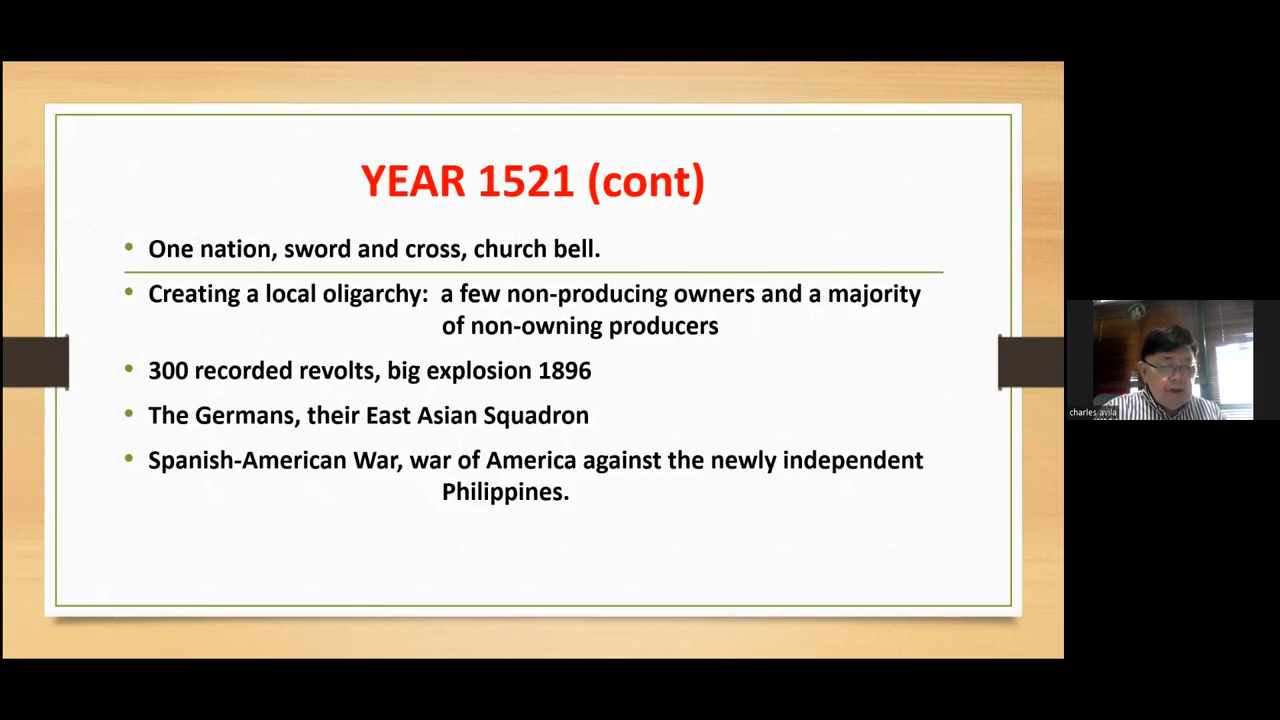 YEAR 1521 (cont)
One nation, sword and cross, church bell.
Creating a local oligarchy: a few non-producing owners and a majority
of non-owning producers
300 recorded revolts, big explosion 1896
The Germans, their East Asian Squadron
Spanish-American War, war of America against the newly independent
Philippines.
charles avila